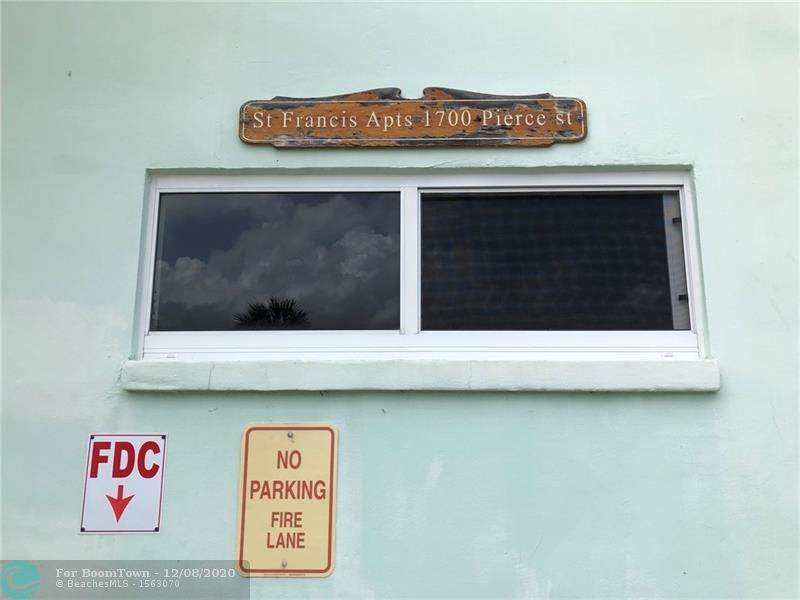 St Francis Apts 1700 Pierce st
FDC
NO
PARKING
FIRE
LANE
For BoomTown - 12/08/2020
© BeachesMLS - 1563070